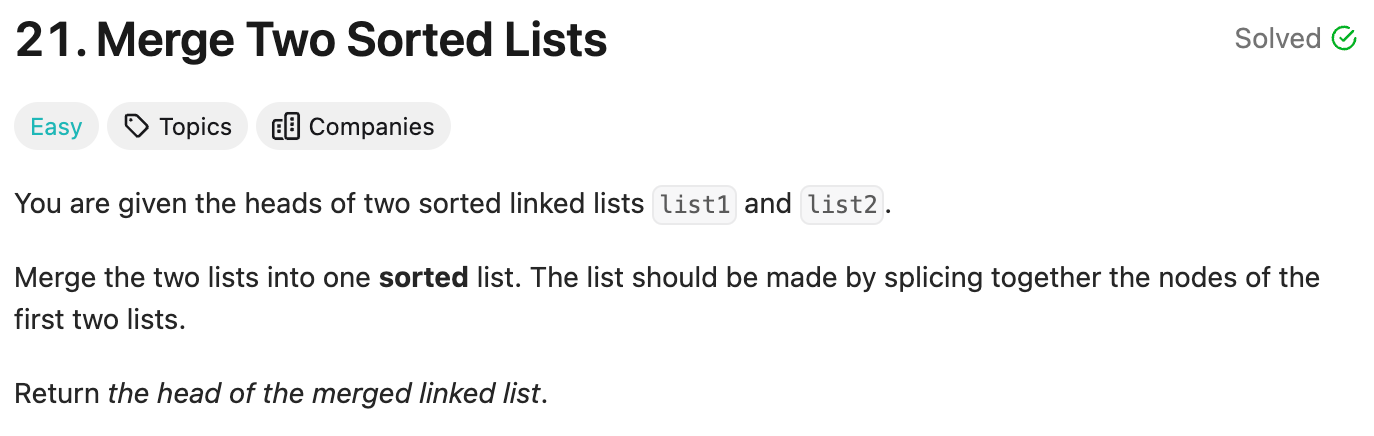 21. Merge Two Sorted Lists
Solved
Easy
Topics
Companies
You are given the heads of two sorted linked lists list1 and list2.
Merge the two lists into one sorted list. The list should be made by splicing together the nodes of the
first two lists.
Return the head of the merged linked list.